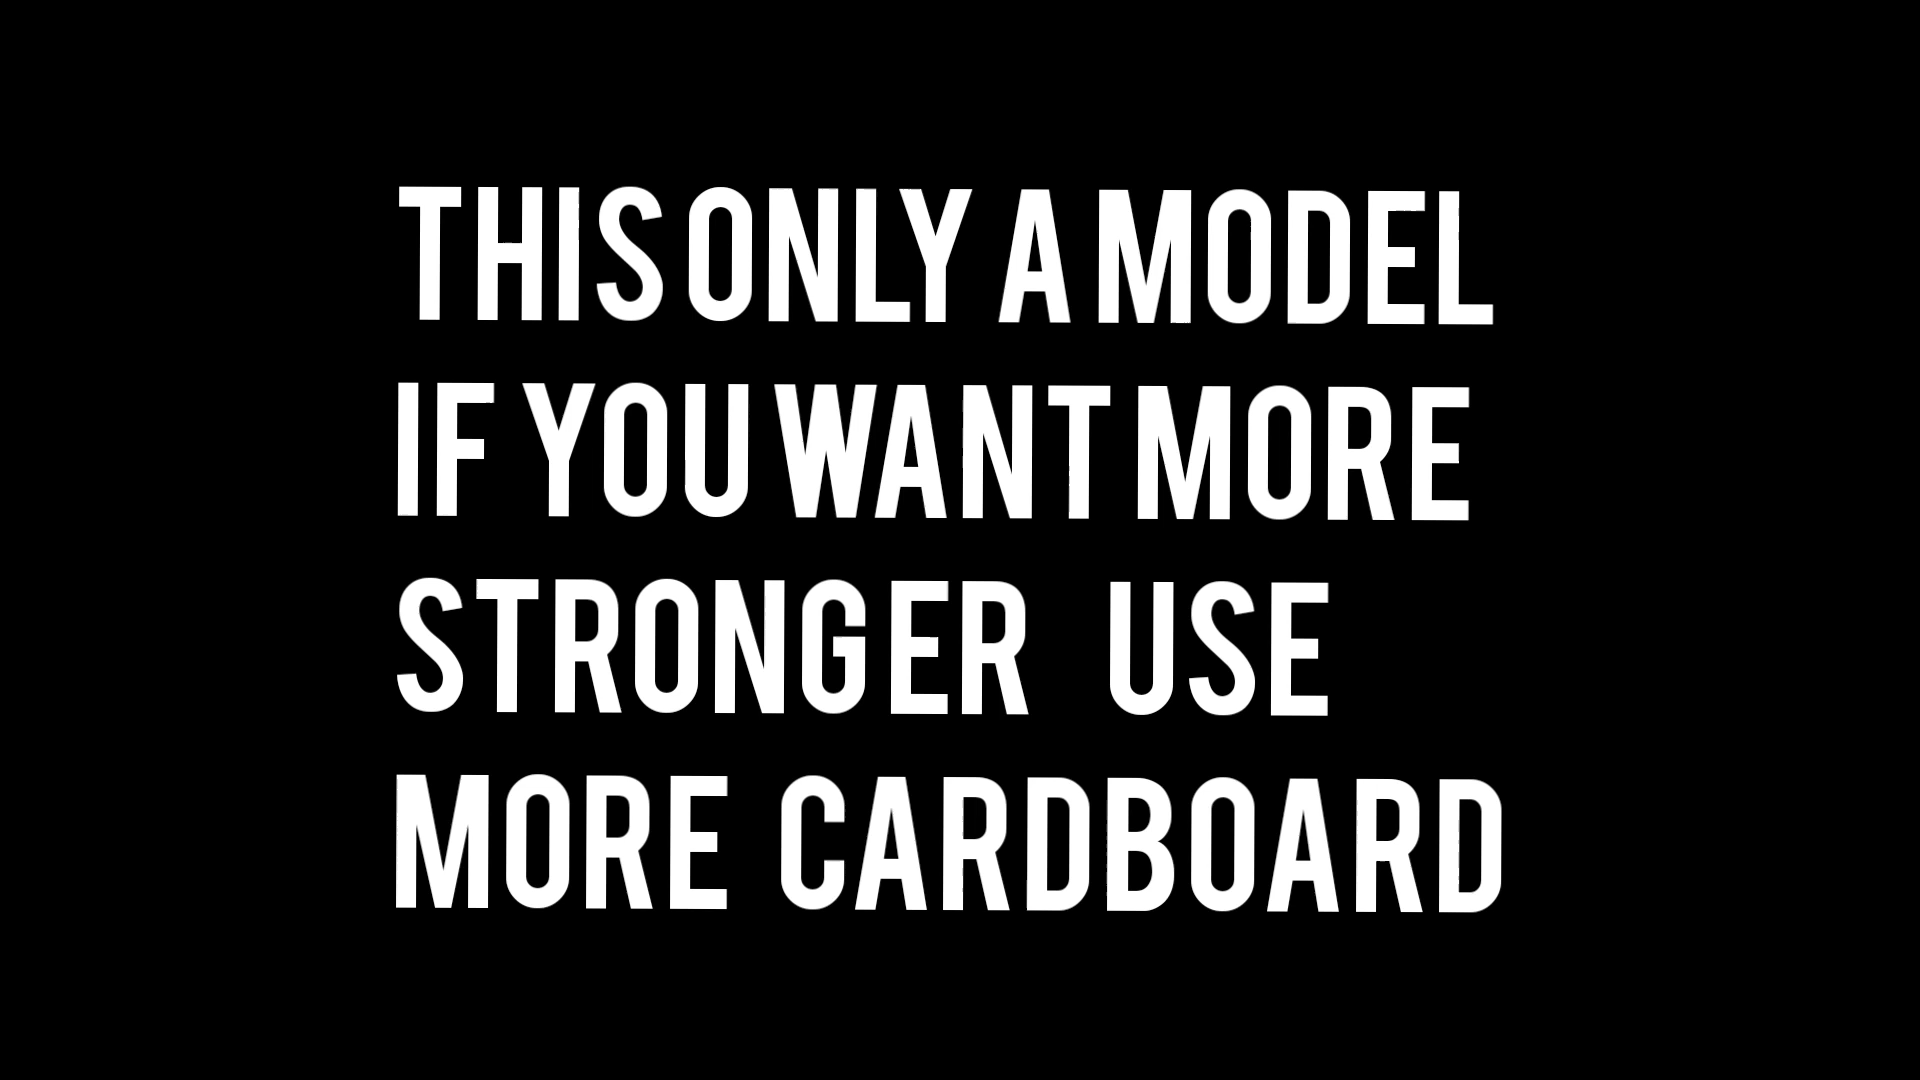 THIS ONLY A MODEL
IF YOU WANT MORE
STRONGER USE
MORE CARDBOARD